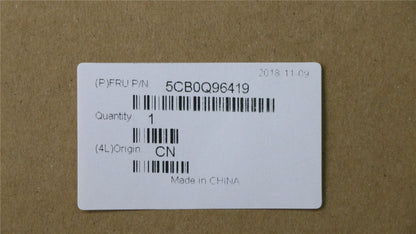 2018-11-09
(P)FRU P/N 5CB0Q96419
Quantity 1
(4L)Origin CN
Made in CHINA